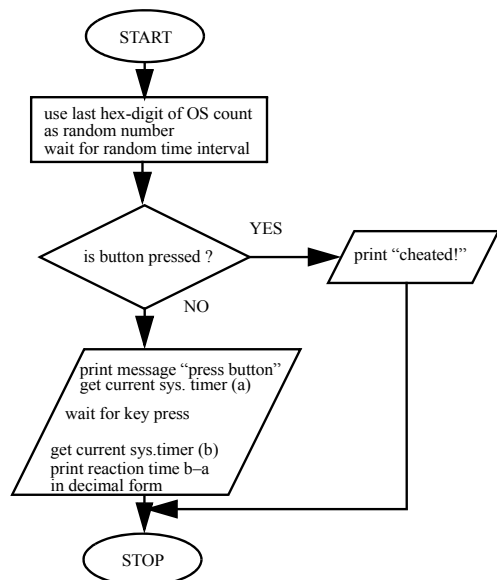 START
use last hex-digit of OS count
as random number
wait for random time interval
YES
is button pressed ?
print “cheated!”
NO
print message “press button”
get current sys. timer (a)
wait for key press
get current sys.timer (b)
print reaction time b–a
in decimal form
STOP